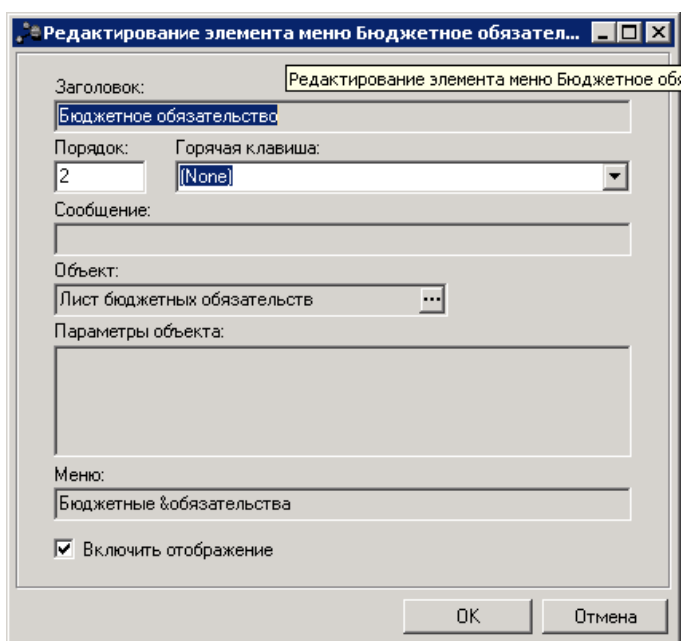 Редактирование элемента меню Бюджетное обязател...
Редактирование элемента меню Бюджетное обяз
Заголовок:
Бюджетное обязательство
Порядок: Горячая клавиша:
2 (None)
Сообщение:
Объект:
Лист бюджетных обязательств ...
Параметры объекта:
Меню:
Бюджетные &обязательства
Включить отображение
OK Отмена